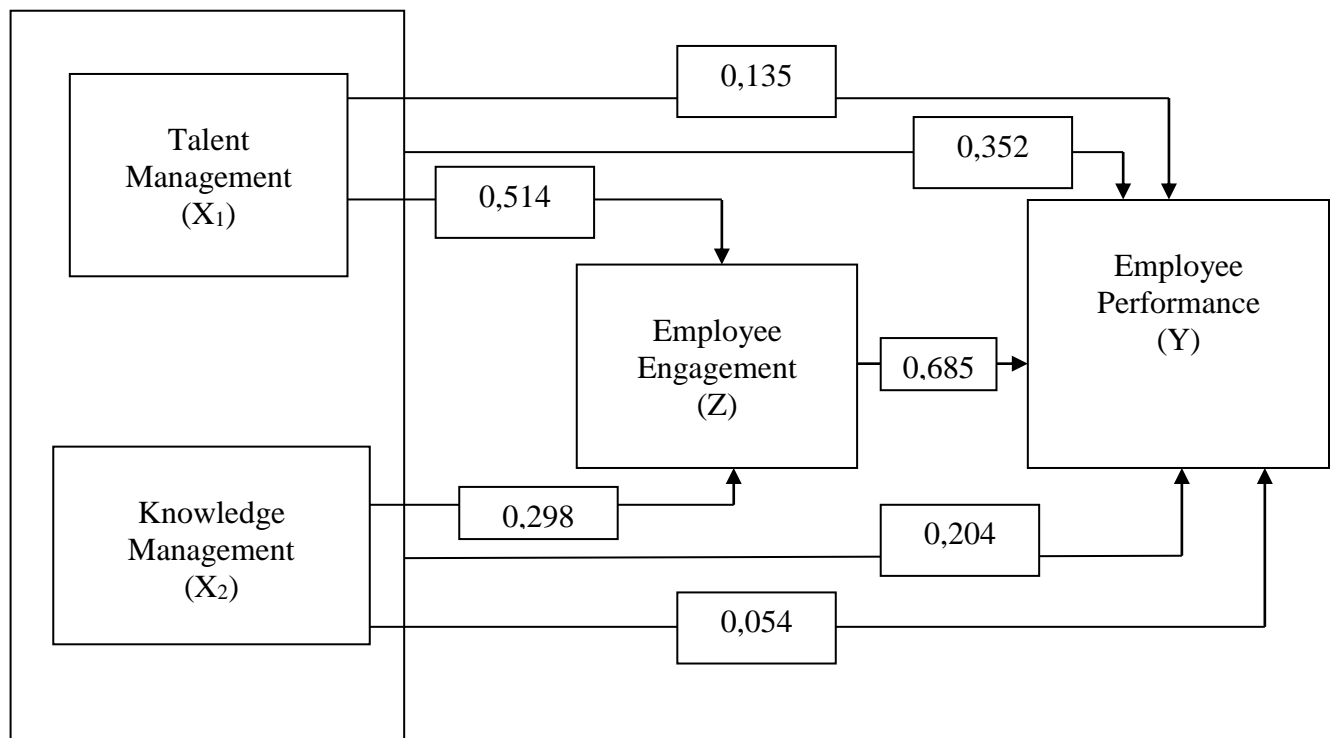 0,135
Talent
Management
(X₁)
0,352
0,514
Employee
Performance
(Y)
Employee
Engagement
(Z)
0,685
Knowledge
Management
(X₂)
0,298
0,204
0,054